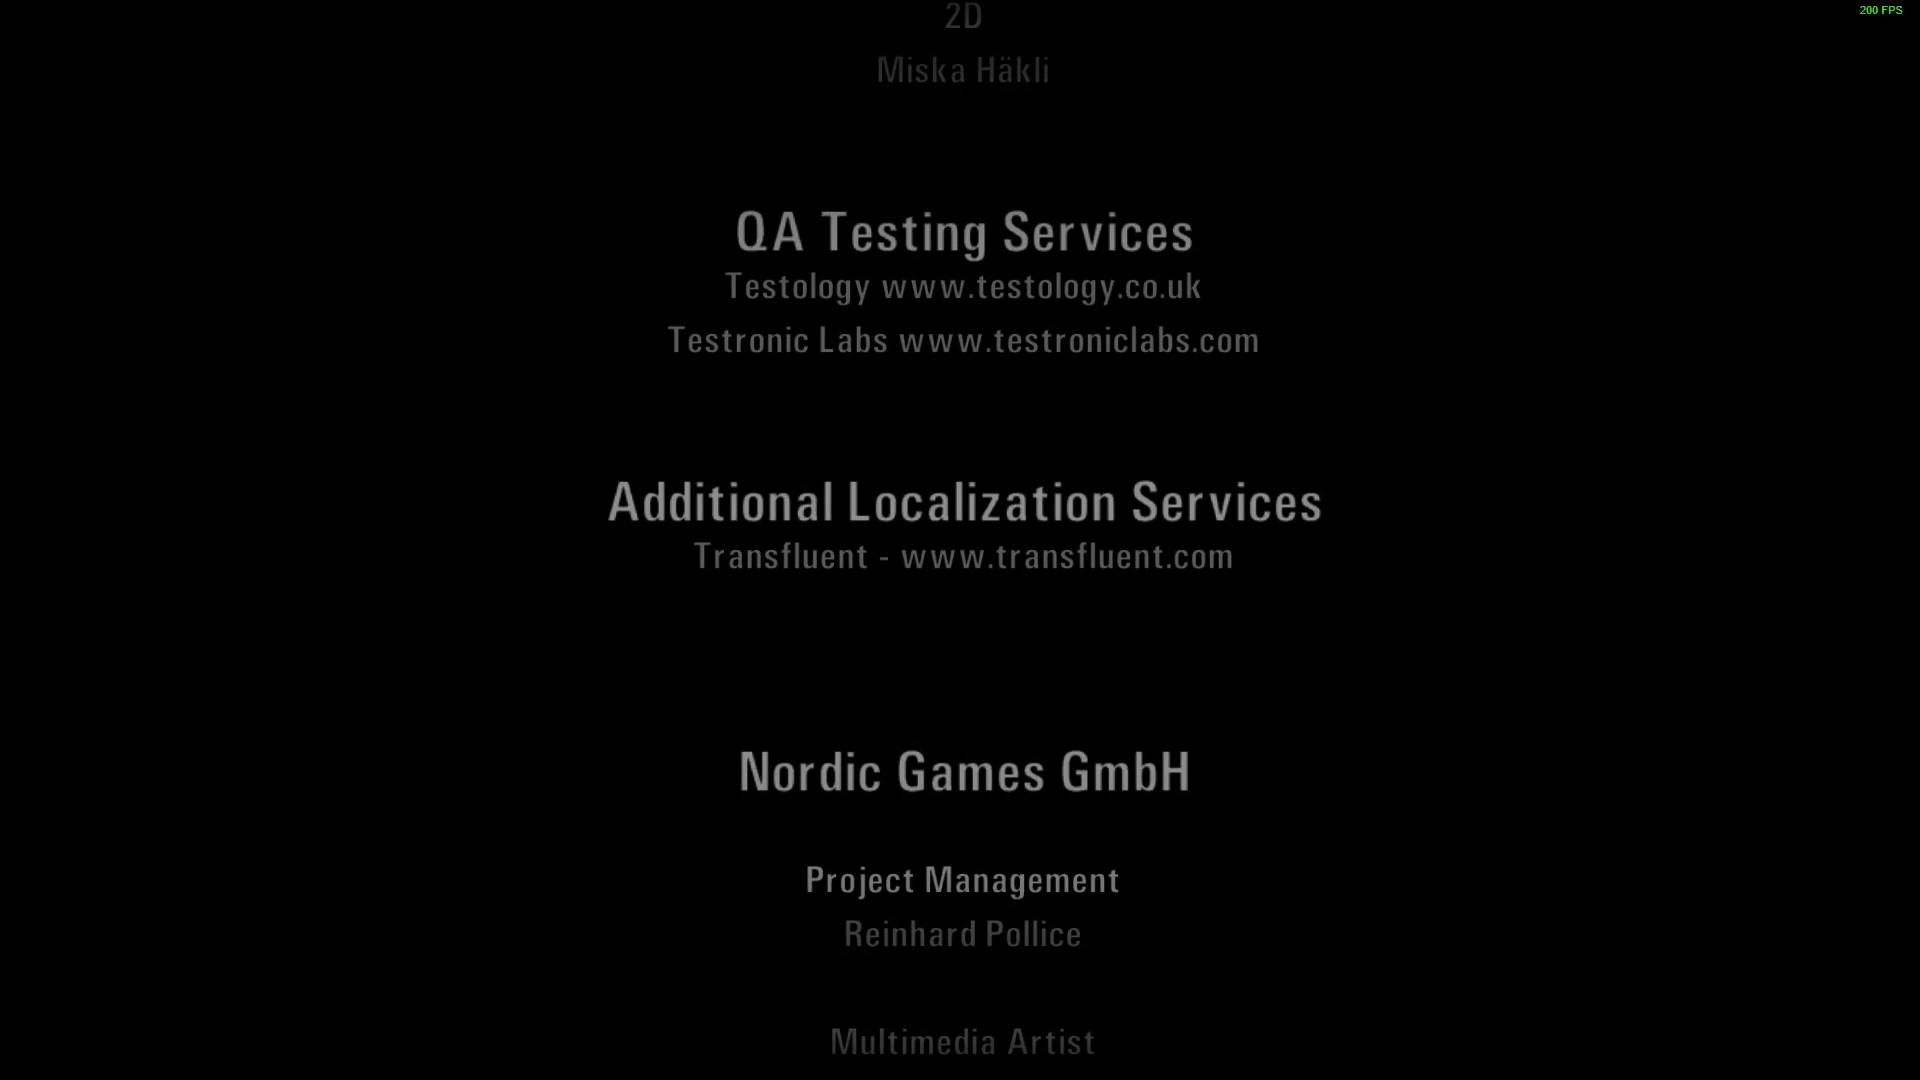 200 FPS
2D
Miska Häkli
QA Testing Services
Testology www.testology.co.uk
Testronic Labs www.testroniclabs.com
Additional Localization Services
Transfluent - www.transfluent.com
Nordic Games GmbH
Project Management
Reinhard Pollice
Multimedia Artist